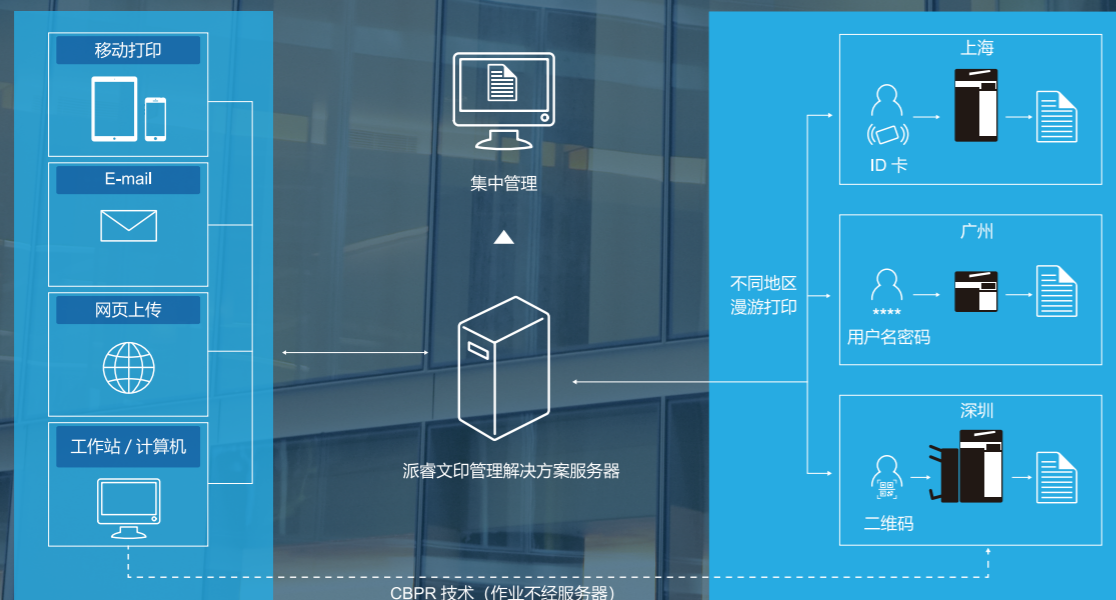 移动打印
E-mail
网页上传
工作站 / 计算机
集中管理
派睿文印管理解决方案服务器
不同地区
漫游打印
上海
ID 卡
广州
****
用户名密码
深圳
二维码
CBPR 技术（作业不经服务器）